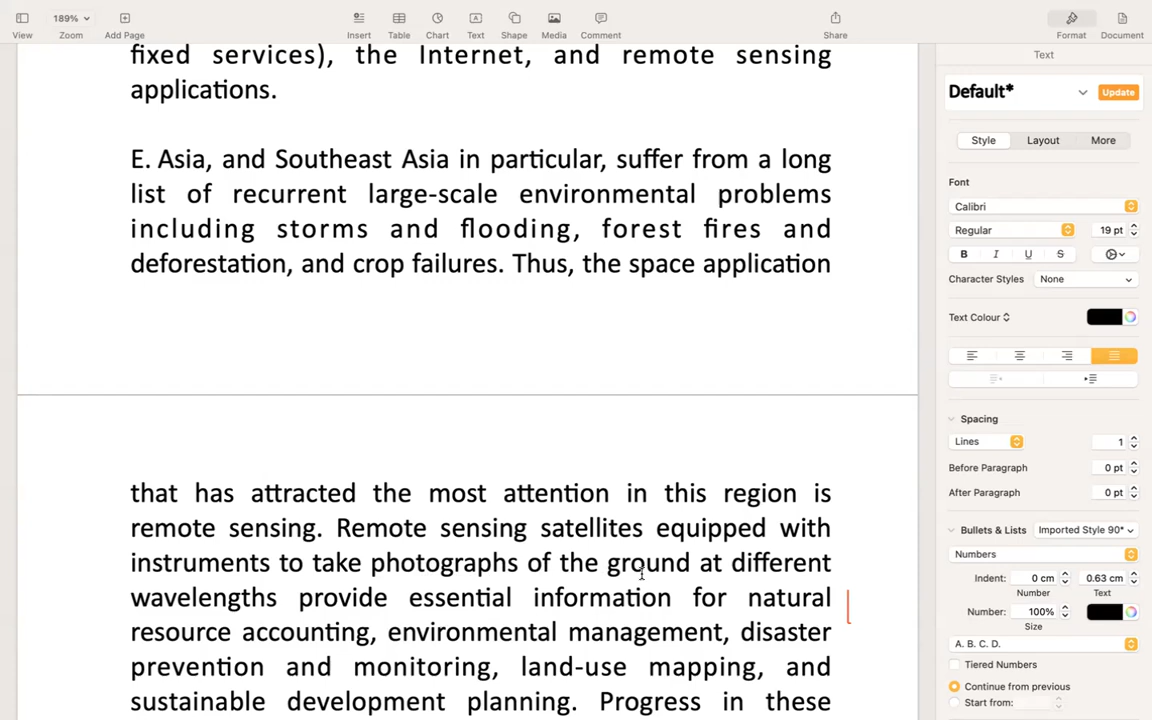 189%
View
Zoom
Add Page
Insert
Table
Chart
Text
Shape
Media
Comment
Share
Format
Document
fixed services), the Internet, and remote sensing
applications.
E. Asia, and Southeast Asia in particular, suffer from a long
list of recurrent large-scale environmental problems
including storms and flooding, forest fires and
deforestation, and crop failures. Thus, the space application
that has attracted the most attention in this region is
remote sensing. Remote sensing satellites equipped with
instruments to take photographs of the ground at different
wavelengths provide essential information for natural
resource accounting, environmental management, disaster
prevention and monitoring, land-use mapping, and
sustainable development planning. Progress in these
Text
Default*
Update
Style
Layout
More
Font
Calibri
Regular
19 pt
B I U S
Character Styles
None
Text Colour
Spacing
Lines
1
Before Paragraph
0 pt
After Paragraph
0 pt
Bullets & Lists
Imported Style 90*
Numbers
Indent:
0 cm
0.63 cm
Number
Text
Number:
100%
Size
A. B. C. D.
Tiered Numbers
Continue from previous
Start from: